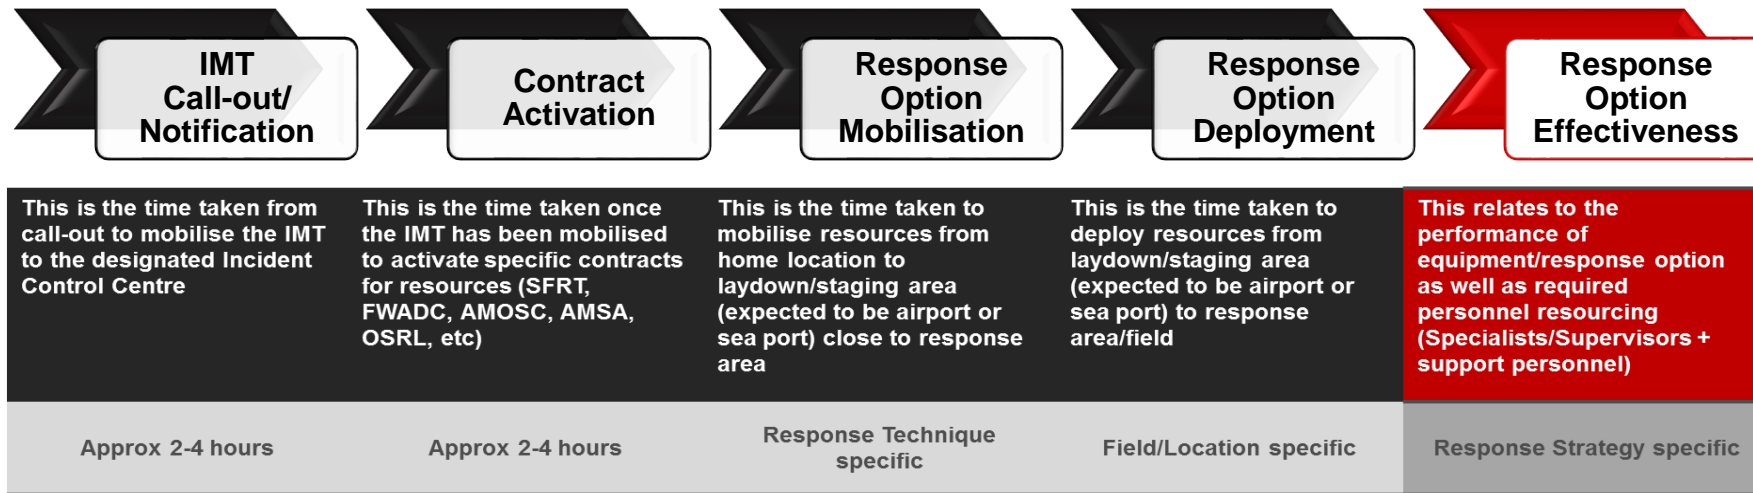 IMT
Call-out/
Notification
Contract
Activation
Response
Option
Mobilisation
Response
Option
Deployment
Response
Option
Effectiveness
This is the time taken from
call-out to mobilise the IMT
to the designated Incident
Control Centre
This is the time taken once
the IMT has been mobilised
to activate specific contracts
for resources (SFRT,
FWADC, AMOSC, AMSA,
OSRL, etc)
This is the time taken to
mobilise resources from
home location to
laydown/staging area
(expected to be airport or
sea port) close to response
area
This is the time taken to
deploy resources from
laydown/staging area
(expected to be airport or
sea port) to response
area/field
This relates to the
performance of
equipment/response option
as well as required
personnel resourcing
(Specialists/Supervisors +
support personnel)
Approx 2-4 hours
Approx 2-4 hours
Response Technique
specific
Field/Location specific
Response Strategy specific